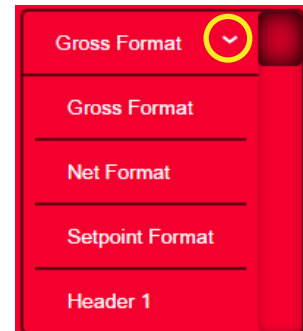 Gross Format
Gross Format
Net Format
Setpoint Format
Header 1